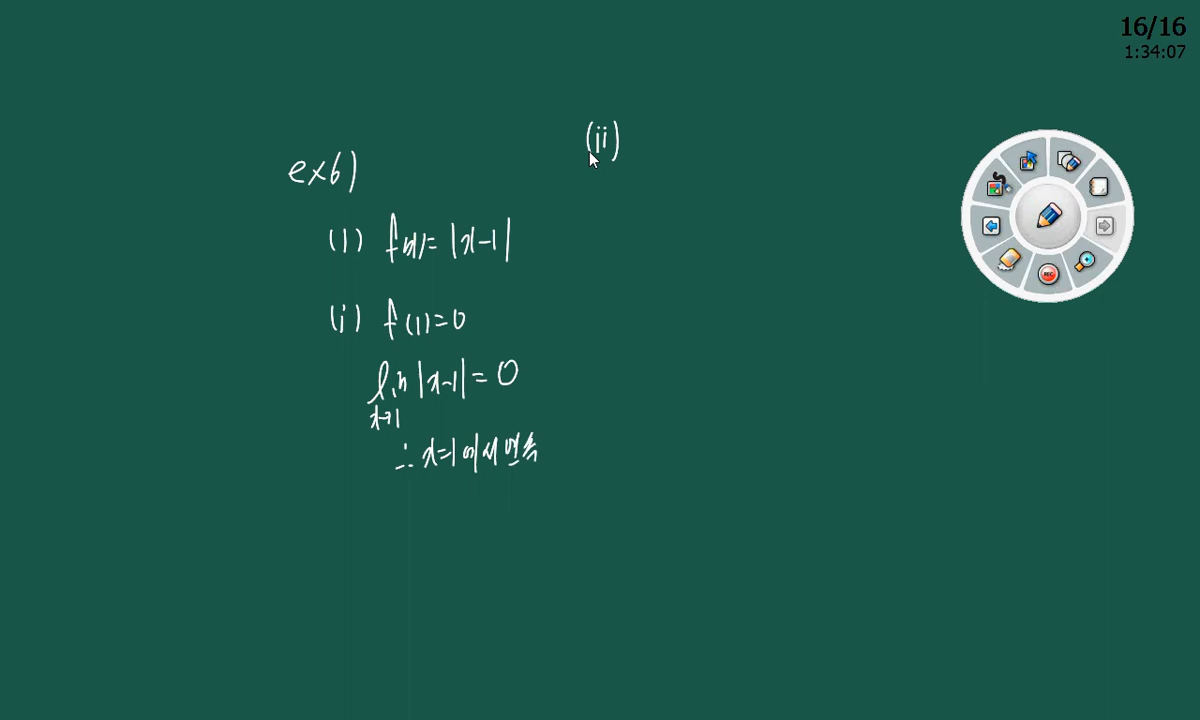 16/16
1:34:07
ex6)
(1) f(x)=|x-1|
(i) f(1)=0
lim|x-1|=0
x→1
∴ x=1에서 연속
(ii)
REC